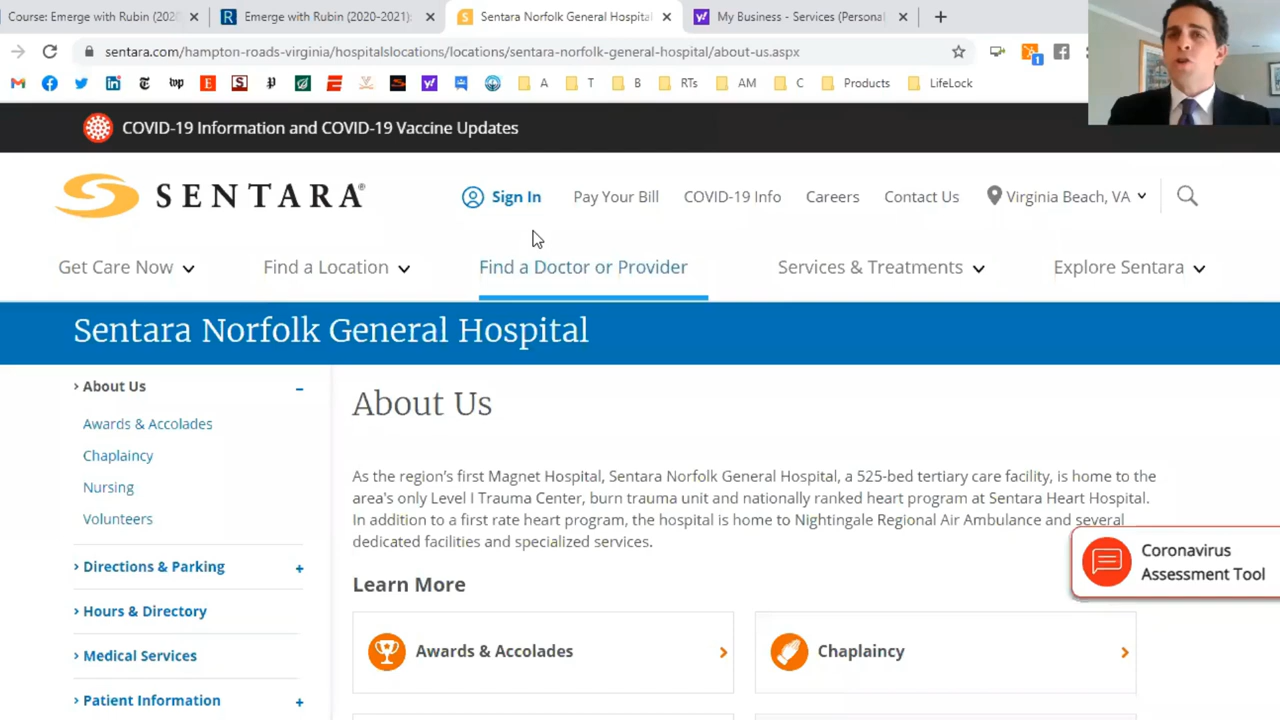 Course: Emerge with Rubin (2020
Emerge with Rubin (2020-2021):
Sentara Norfolk General Hospital
My Business - Services (Personal
sentara.com/hampton-roads-virginia/hospitalslocations/locations/sentara-norfolk-general-hospital/about-us.aspx
A
T
B
RTs
AM
C
Products
LifeLock
COVID-19 Information and COVID-19 Vaccine Updates
SENTARA®
Sign In
Pay Your Bill
COVID-19 Info
Careers
Contact Us
Virginia Beach, VA
Get Care Now
Find a Location
Find a Doctor or Provider
Services & Treatments
Explore Sentara
Sentara Norfolk General Hospital
› About Us
Awards & Accolades
Chaplaincy
Nursing
Volunteers
› Directions & Parking
› Hours & Directory
› Medical Services
› Patient Information
About Us
As the region's first Magnet Hospital, Sentara Norfolk General Hospital, a 525-bed tertiary care facility, is home to the
area's only Level I Trauma Center, burn trauma unit and nationally ranked heart program at Sentara Heart Hospital.
In addition to a first rate heart program, the hospital is home to Nightingale Regional Air Ambulance and several
dedicated facilities and specialized services.
Learn More
Awards & Accolades
Chaplaincy
Coronavirus
Assessment Tool